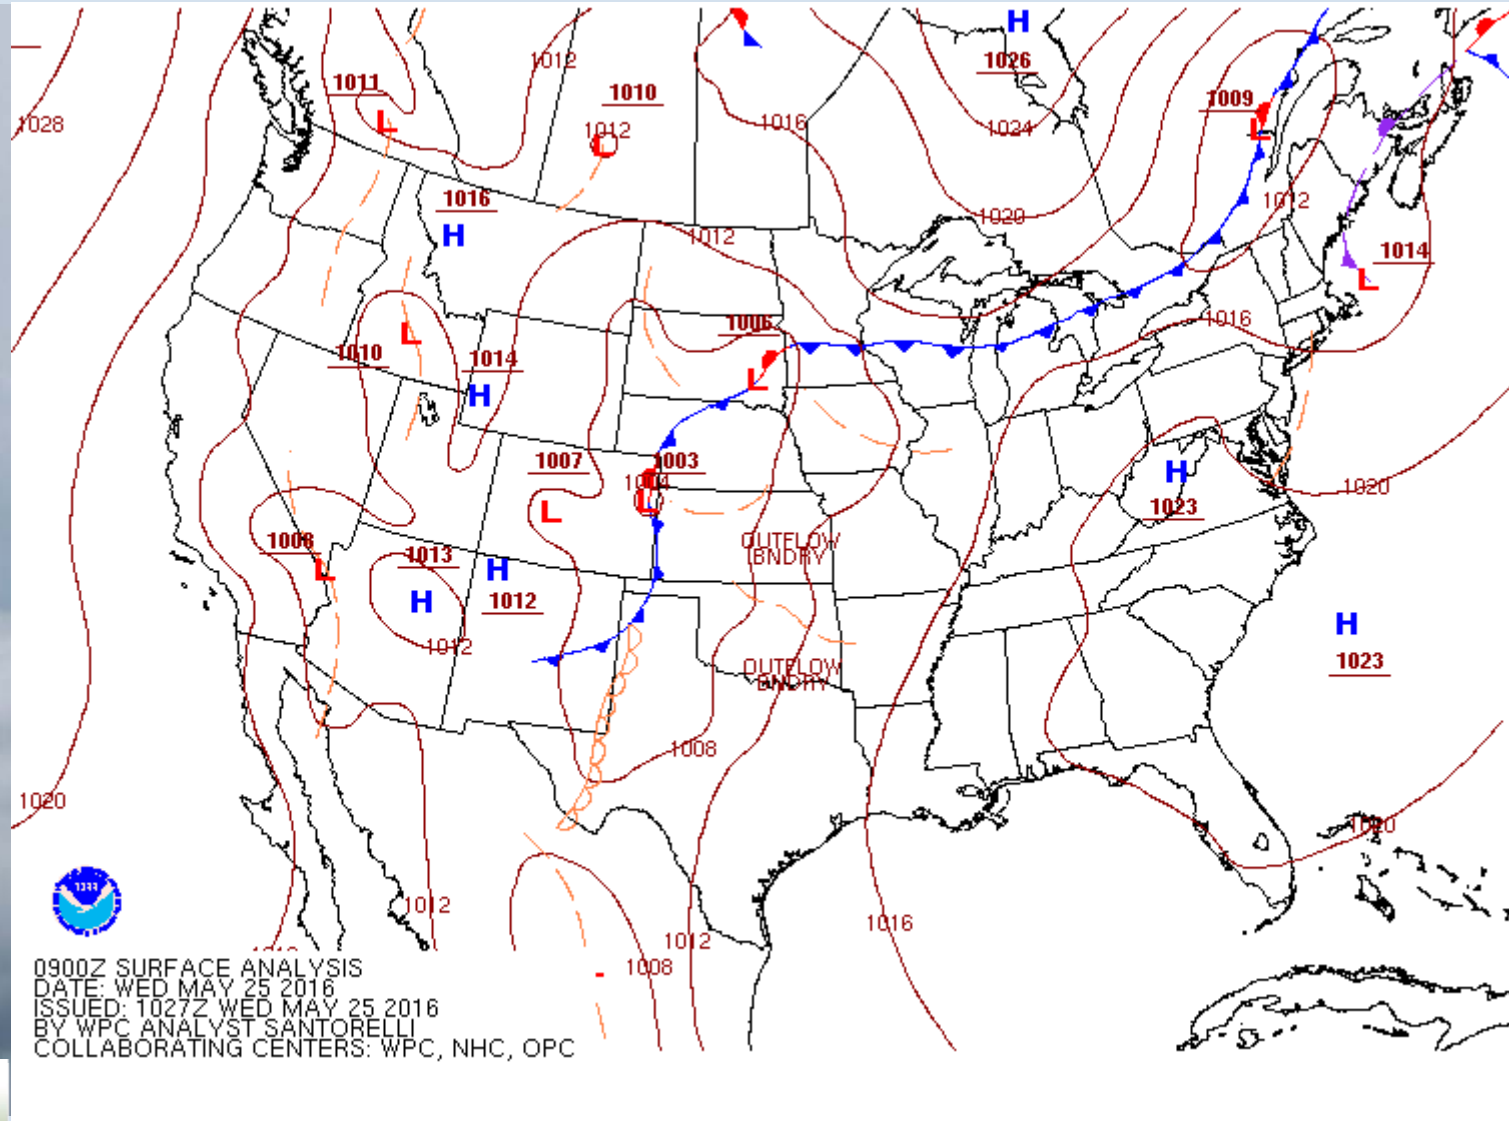 H
1026
1011
1012
1010
1009
1028
L
1012
L
1016
1024
L
1016
H
1020
1012
1012
1014
L
1006
1016
L
1010
1014
H
L
1007
1003
L
L
H
1023
1020
OUTFLOW
BNDRY
1008
L
1013
H
H
1012
1012
H
1023
OUTFLOW
BNDRY
1008
1020
1020
1012
1016
1012
1008
0900Z SURFACE ANALYSIS
DATE: WED MAY 25 2016
ISSUED: 1027Z WED MAY 25 2016
BY WPC ANALYST SANTORELLI
COLLABORATING CENTERS: WPC, NHC, OPC